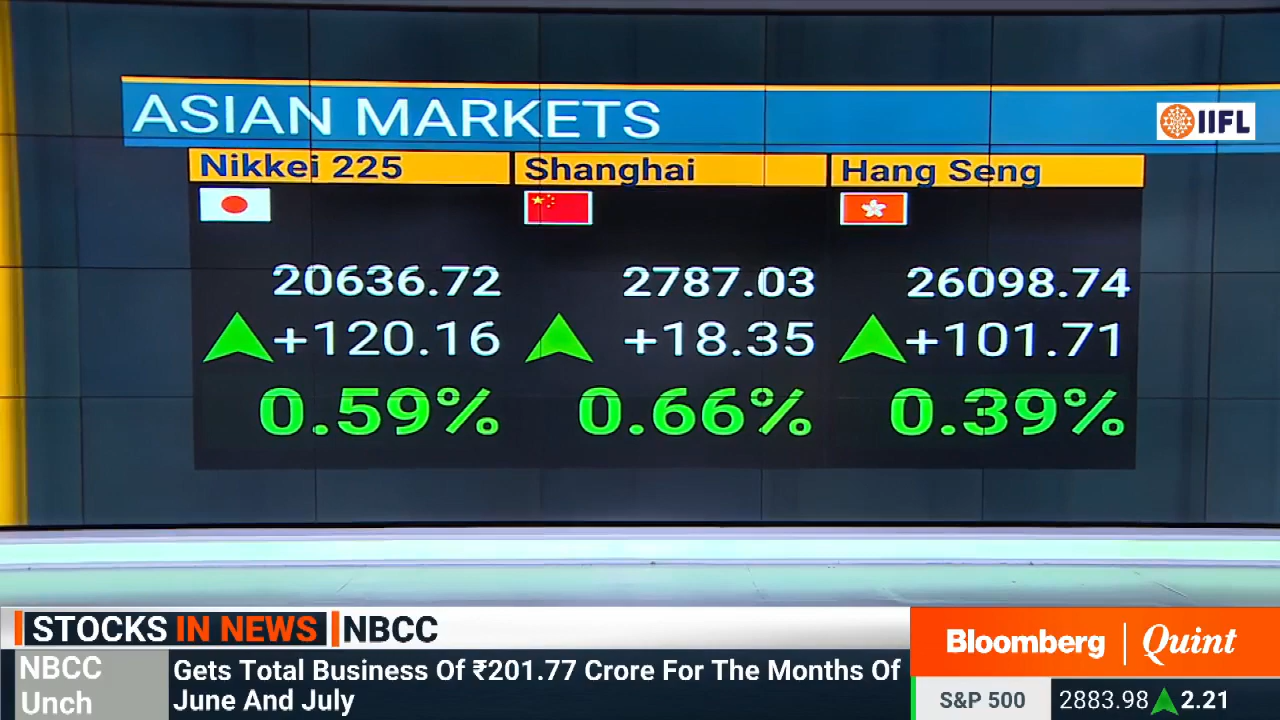 ASIAN MARKETS
IIFL
Nikkei 225
Shanghai
Hang Seng
20636.72
2787.03
26098.74
+120.16
+18.35
+101.71
0.59%
0.66%
0.39%
STOCKS IN NEWS NBCC
NBCC
Unch
Gets Total Business Of ₹201.77 Crore For The Months Of
June And July
Bloomberg | Quint
S&P 500 2883.98 2.21